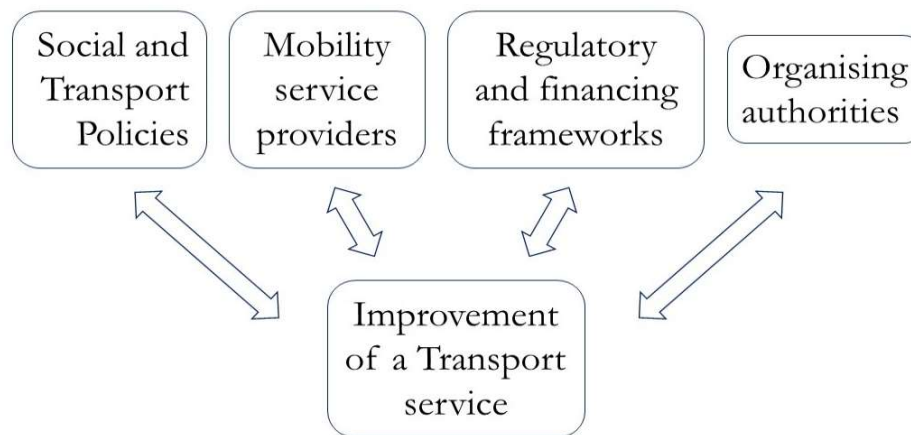 Social and
Transport
Policies
Mobility
service
providers
Regulatory
and financing
frameworks
Organising
authorities
Improvement
of a Transport
service